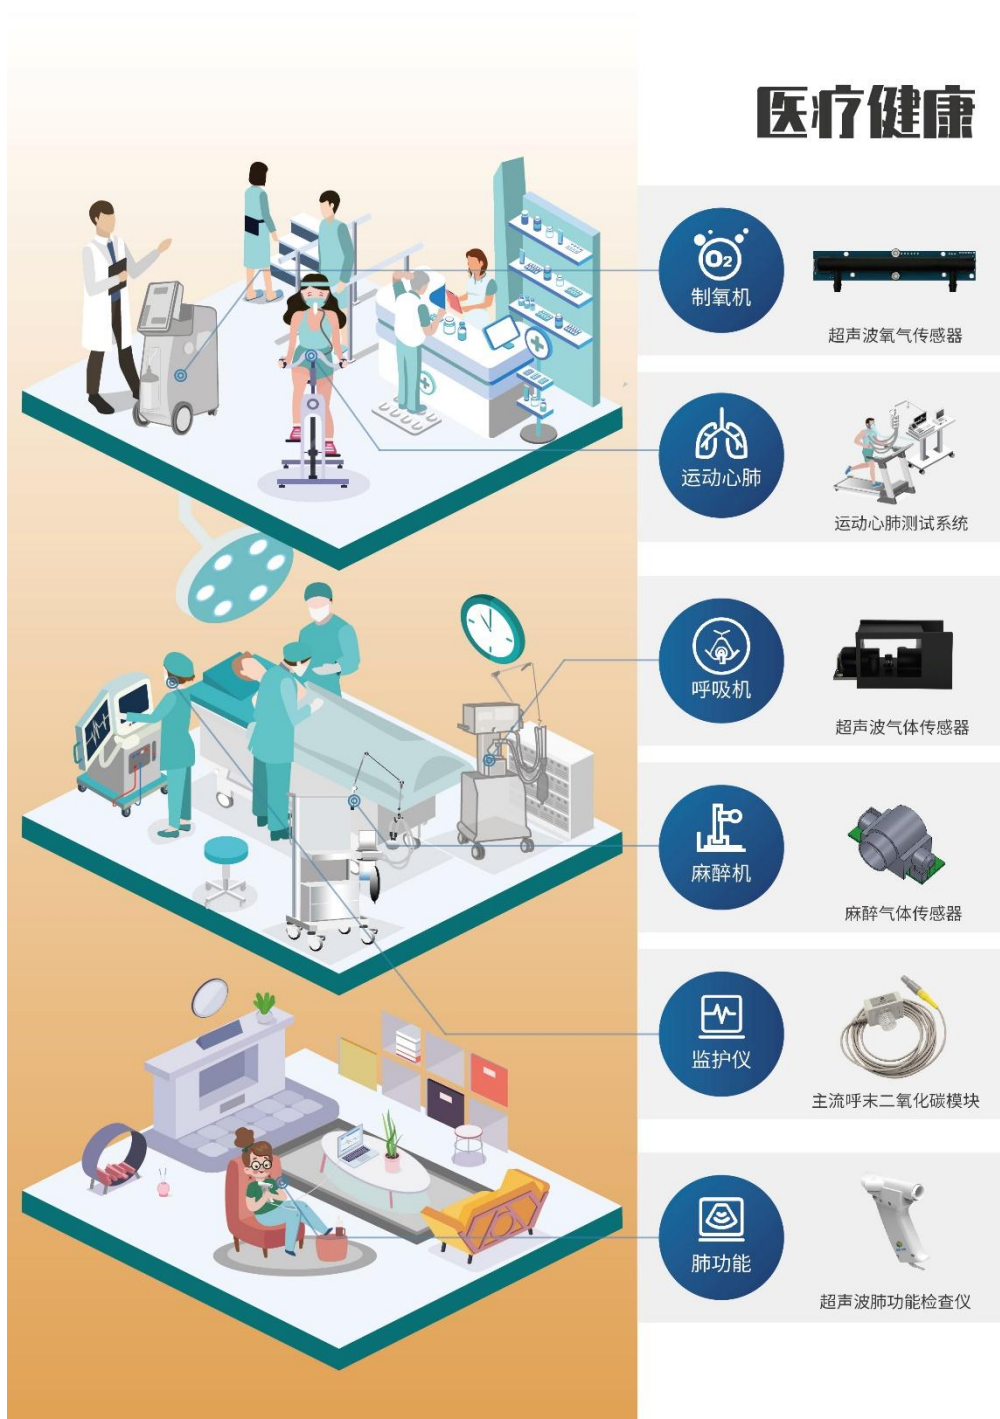 医疗健康
O2
制氧机
超声波氧气传感器
运动心肺
运动心肺测试系统
呼吸机
超声波气体传感器
麻醉机
麻醉气体传感器
监护仪
主流呼末二氧化碳模块
肺功能
超声波肺功能检查仪